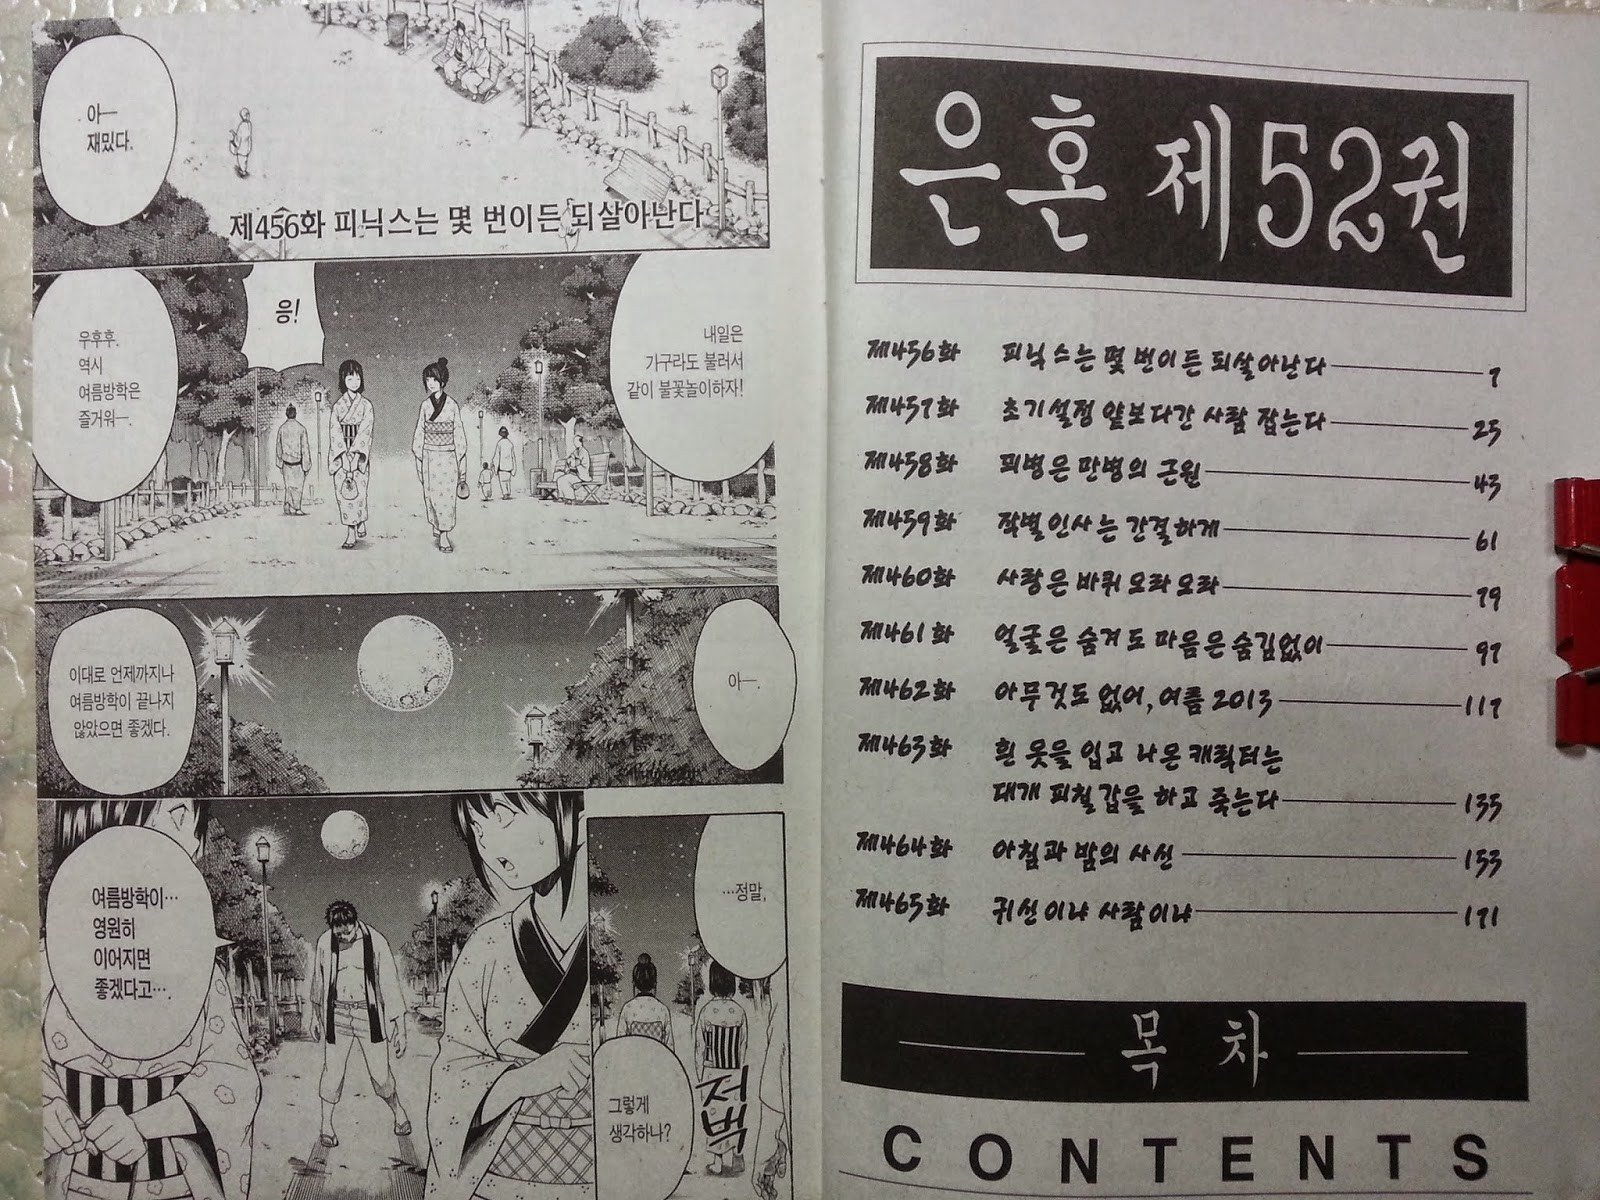 아—
재밌다.
제456화 피닉스는 몇 번이든 되살아난다
내일은
가구라도 불러서
같이 불꽃놀이하자!
응!
우후후.
역시
여름방학은
즐거워—.
아—.
이대로 언제까지나
여름방학이 끝나지
않았으면 좋겠다.
…정말,
그렇게
생각하나?
저벅
여름방학이…
영원히
이어지면
좋겠다고….
은혼 제52권
제456화 피닉스는 몇 번이든 되살아난다 7
제457화 초기설정 얕보다간 사람 잡는다 25
제458화 꾀병은 만병의 근원 43
제459화 작별 인사는 간결하게 61
제460화 사랑은 바퀴 오라 오라 79
제461화 얼굴은 숨겨도 마음은 숨김없이 97
제462화 아무것도 없어, 여름 2013 117
제463화 흰 옷을 입고 나온 캐릭터는
대개 피칠갑을 하고 죽는다 135
제464화 아침과 밤의 사신 153
제465화 귀신이냐 사람이냐 171
목 차
CONTENTS